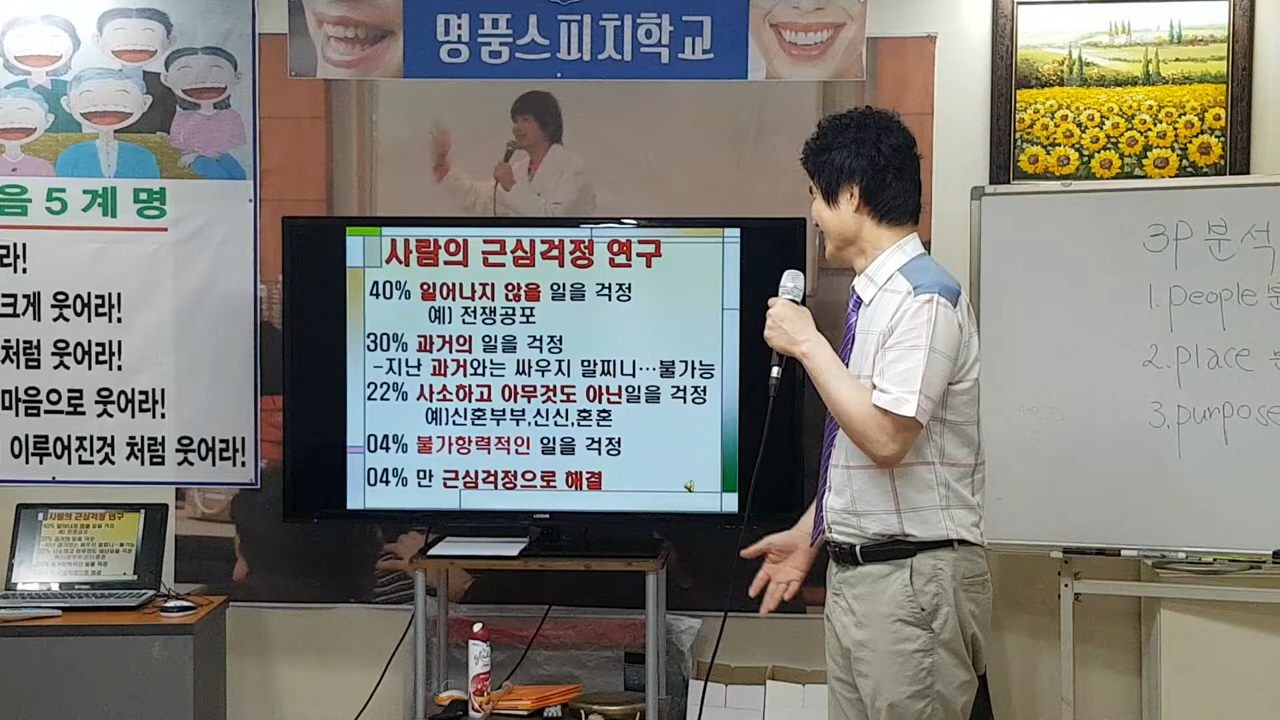 명품스피치학교
음 5 계 명
라!
크게 웃어라!
처럼 웃어라!
마음으로 웃어라!
이루어진것 처럼 웃어라!
사람의 근심걱정 연구
40% 일어나지 않을 일을 걱정
예) 전쟁공포
30% 과거의 일을 걱정
-지난 과거와는 싸우지 말찌니…불가능
22% 사소하고 아무것도 아닌일을 걱정
예)신혼부부,신신,혼혼
04% 불가항력적인 일을 걱정
04% 만 근심걱정으로 해결
3P 분석
1. people 분
2. place 분
3. purpose